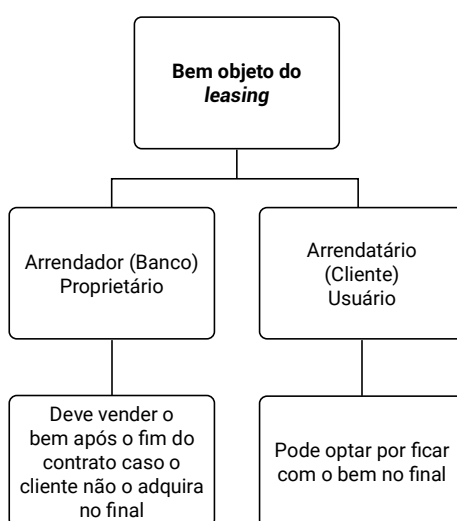 Bem objeto do
leasing
Arrendador (Banco)
Proprietário
Arrendatário
(Cliente)
Usuário
Deve vender o
bem após o fim do
contrato caso o
cliente não o adquira
no final
Pode optar por ficar
com o bem no final